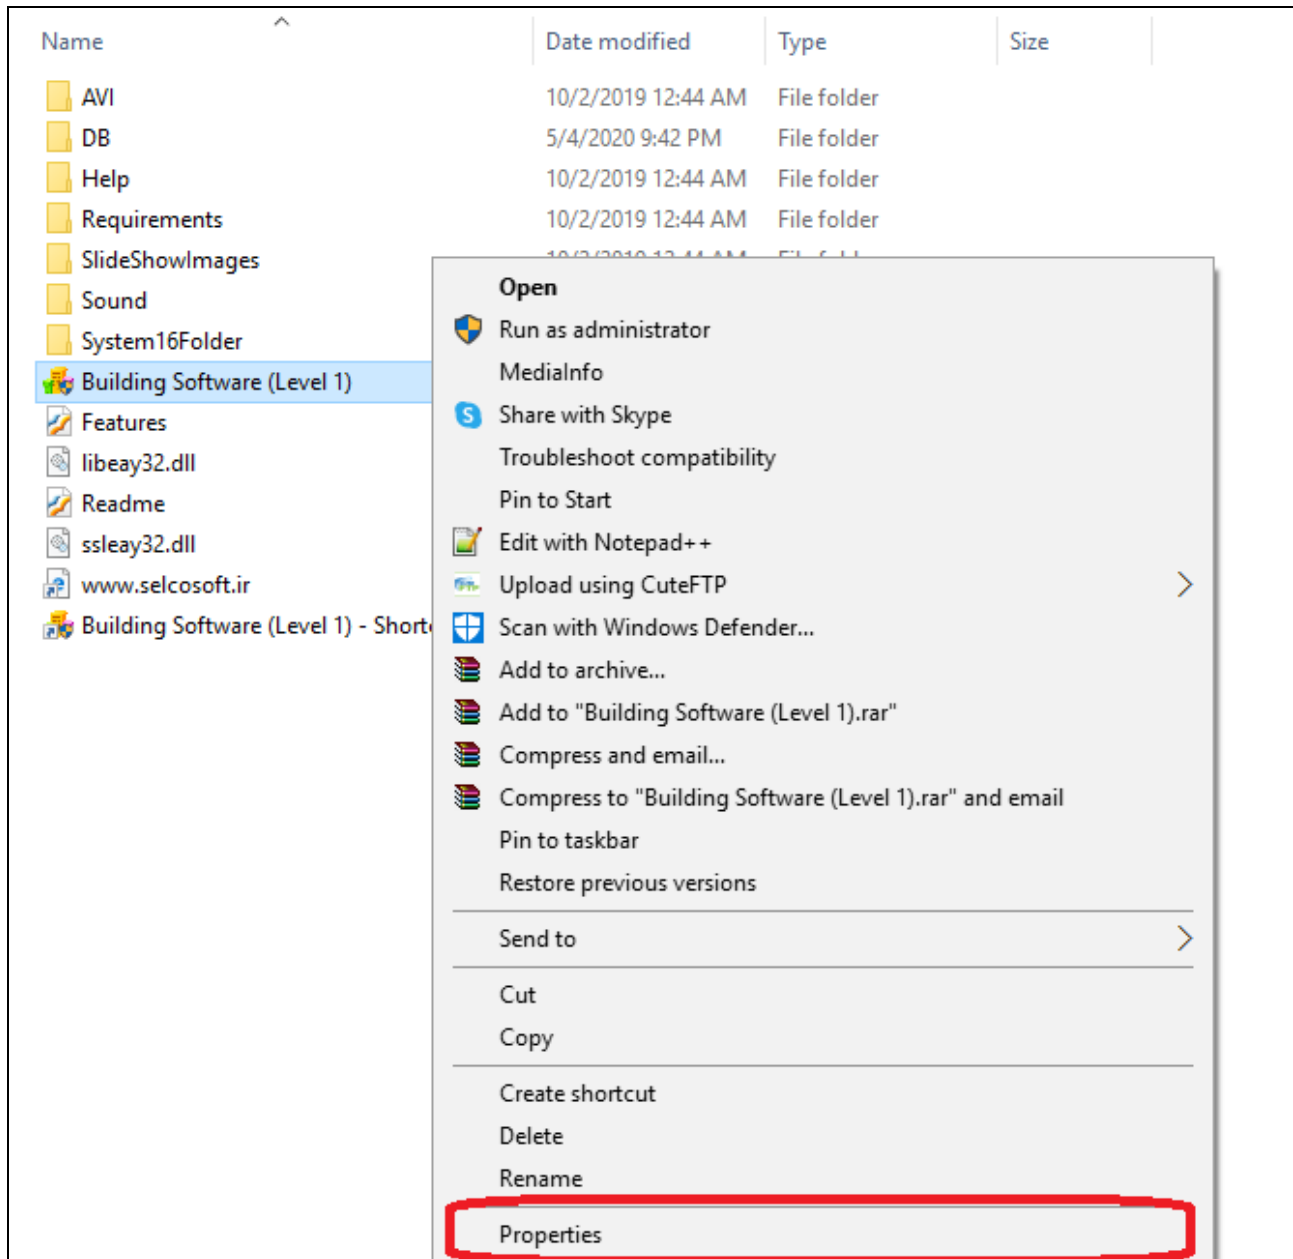 Name Date modified Type Size
AVI 10/2/2019 12:44 AM File folder
DB 5/4/2020 9:42 PM File folder
Help 10/2/2019 12:44 AM File folder
Requirements 10/2/2019 12:44 AM File folder
SlideShowImages
Sound
System16Folder
Building Software (Level 1)
Features
libeay32.dll
Readme
ssleay32.dll
www.selcosoft.ir
Building Software (Level 1) -
Open
Run as administrator
MediaInfo
Share with Skype
Troubleshoot compatibility
Pin to Start
Edit with Notepad++
Upload using CuteFTP
Scan with Windows Defender...
Add to archive...
Add to "Building Software (Level 1).rar"
Compress and email...
Compress to "Building Software (Level 1).rar" and email
Pin to taskbar
Restore previous versions
Send to
Cut
Copy
Create shortcut
Delete
Rename
Properties